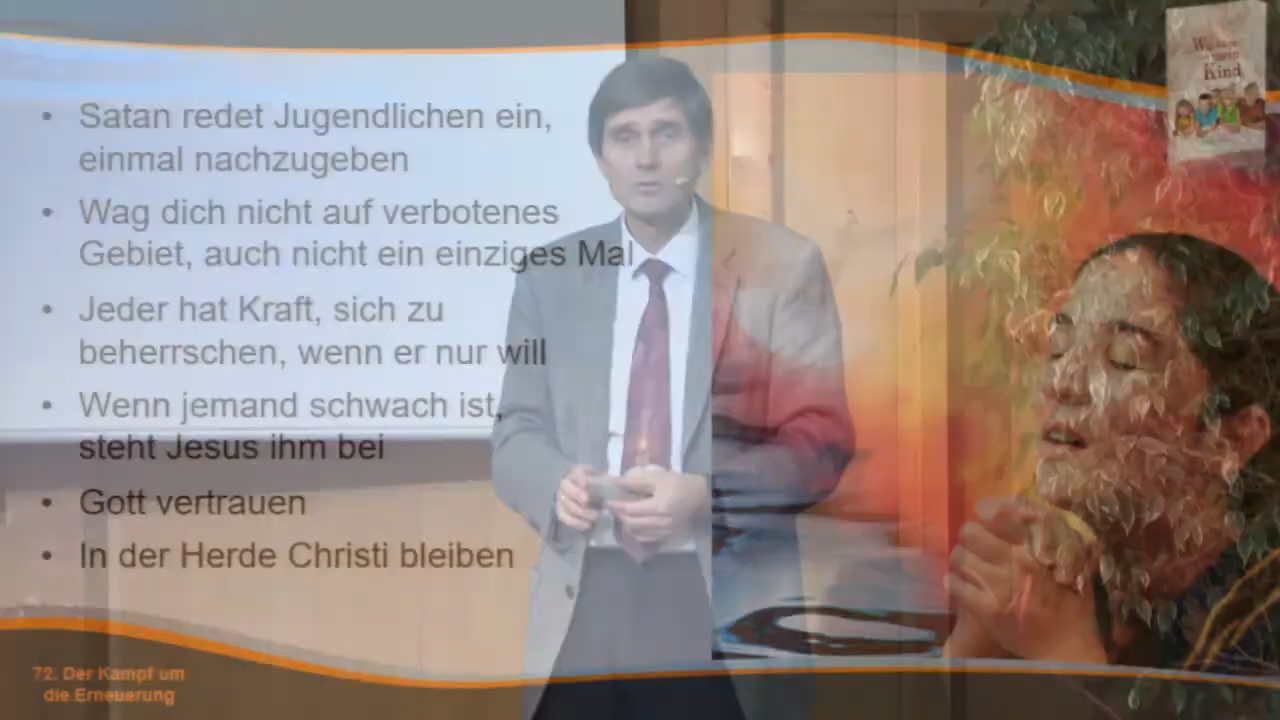 • Satan redet Jugendlichen ein,
einmal nachzugeben
• Wag dich nicht auf verbotenes
Gebiet, auch nicht ein einziges Mal
• Jeder hat Kraft, sich zu
beherrschen, wenn er nur will
• Wenn jemand schwach ist,
steht Jesus ihm bei
• Gott vertrauen
• In der Herde Christi bleiben
72. Der Kampf um
die Erneuerung
Kind